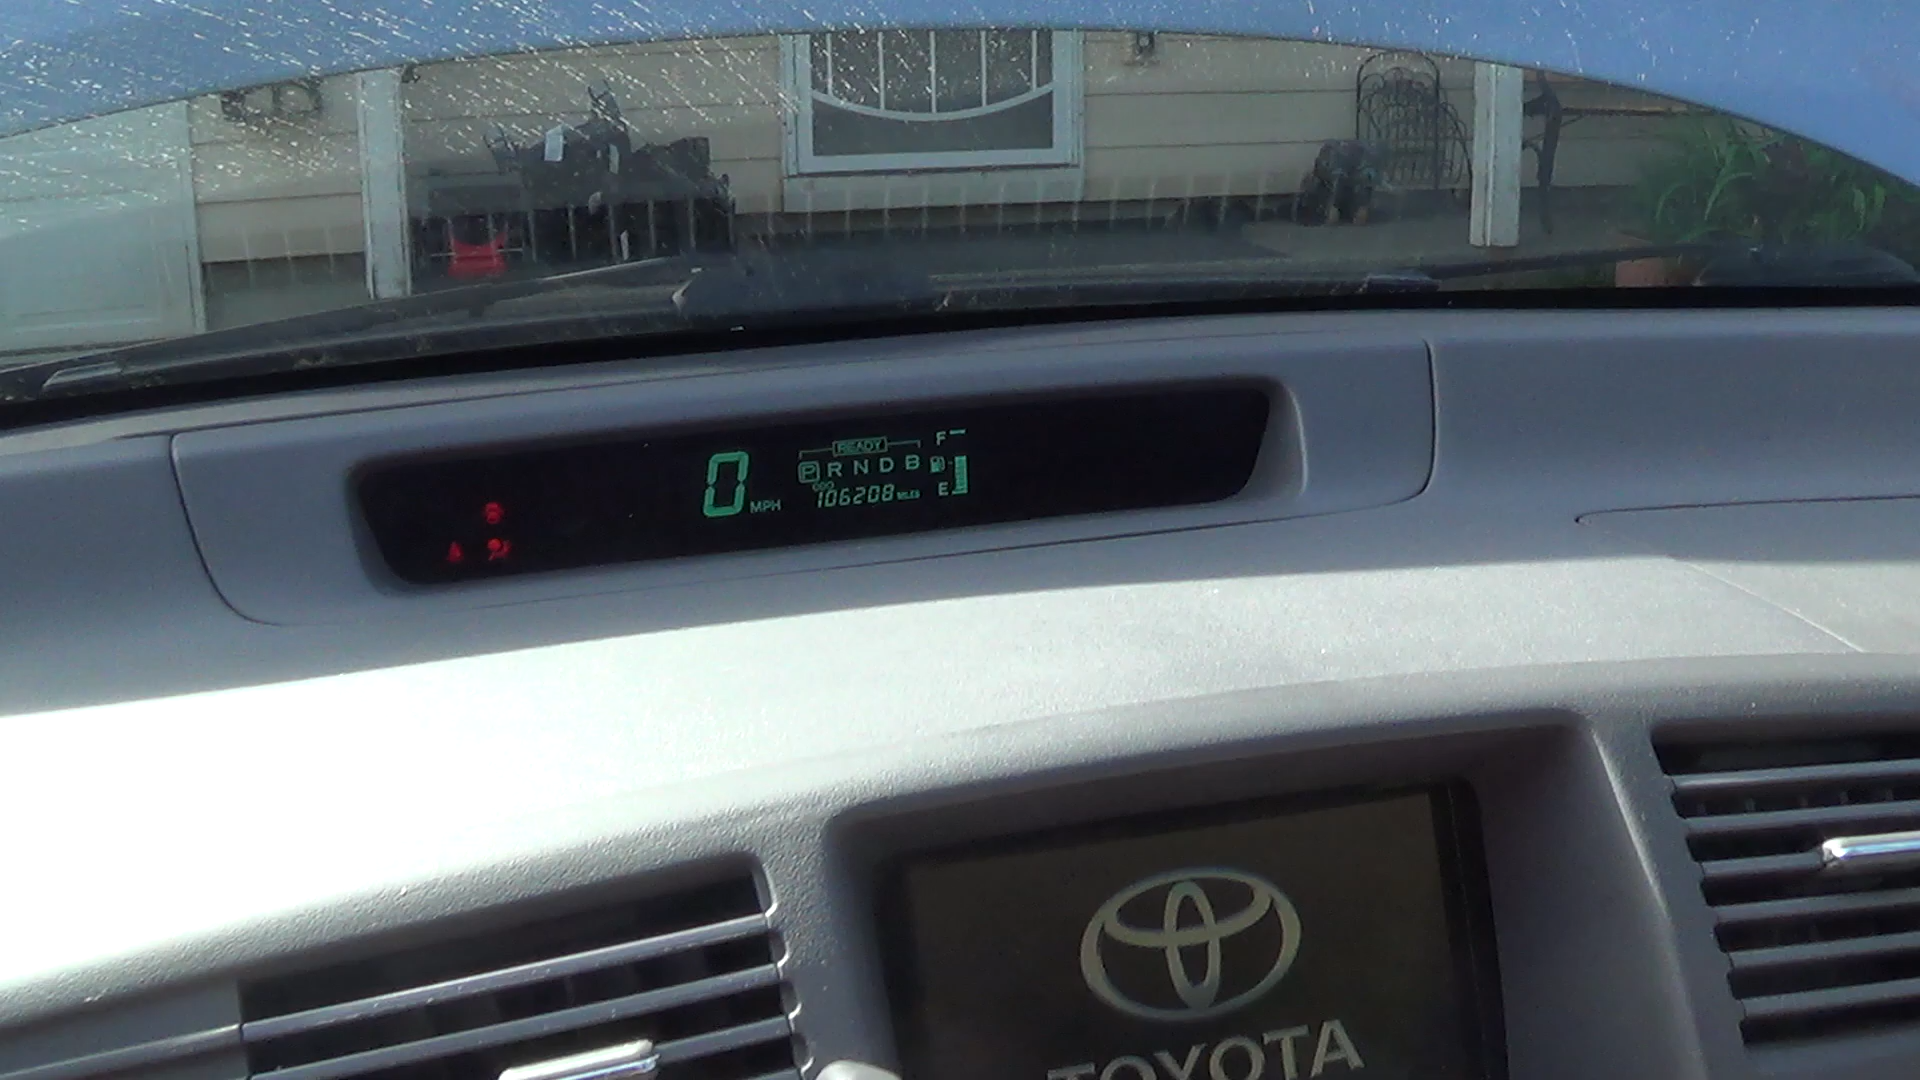 READY
0 MPH
P R N D B
ODO
106208 MILES
F
E
TOYOTA